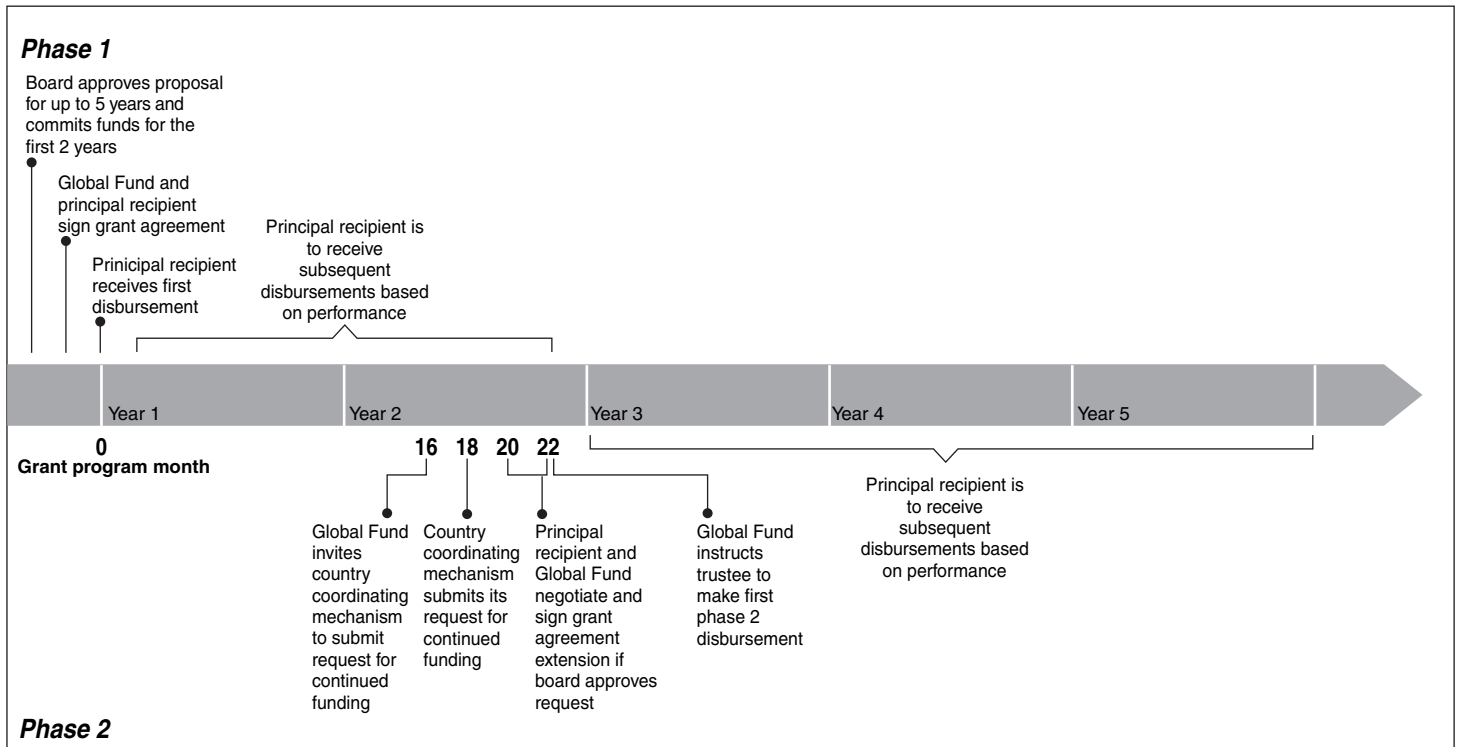 Phase 1
Board approves proposal
for up to 5 years and
commits funds for the
first 2 years
Global Fund and
principal recipient
sign grant agreement
Prinicipal recipient
receives first
disbursement
Principal recipient is
to receive
subsequent
disbursements based
on performance
Year 1
Year 2
Year 3
Year 4
Year 5
0
16
18
20
22
Grant program month
Global Fund
invites
country
coordinating
mechanism
to submit
request for
continued
funding
Country
coordinating
mechanism
submits its
request for
continued
funding
Principal
recipient and
Global Fund
negotiate and
sign grant
agreement
extension if
board approves
request
Global Fund
instructs
trustee to
make first
phase 2
disbursement
Principal recipient is
to receive
subsequent
disbursements based
on performance
Phase 2